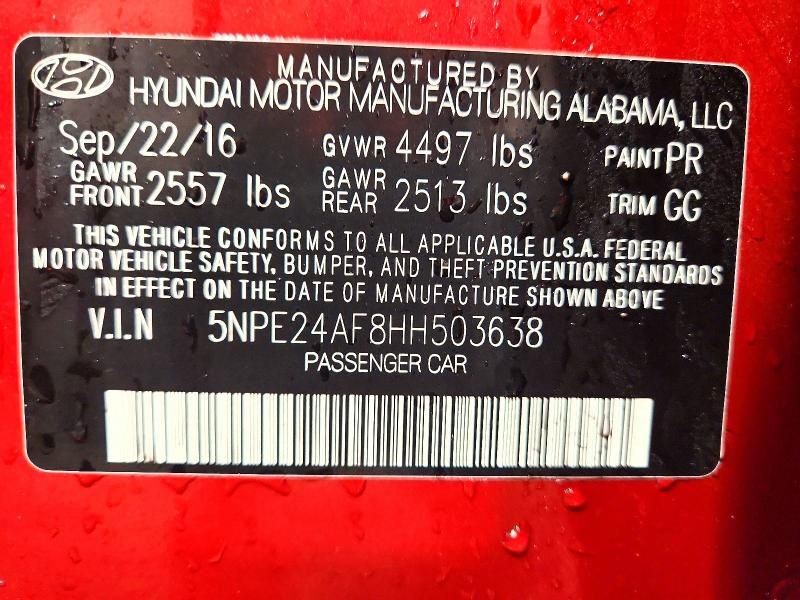 MANUFACTURED BY
HYUNDAI MOTOR MANUFACTURING ALABAMA, LLC
Sep/22/16 GVWR 4497 lbs PAINT PR
GAWR FRONT 2557 lbs GAWR REAR 2513 lbs TRIM GG
THIS VEHICLE CONFORMS TO ALL APPLICABLE U.S.A. FEDERAL
MOTOR VEHICLE SAFETY, BUMPER, AND THEFT PREVENTION STANDARDS
IN EFFECT ON THE DATE OF MANUFACTURE SHOWN ABOVE
V.I.N 5NPE24AF8HH503638
PASSENGER CAR